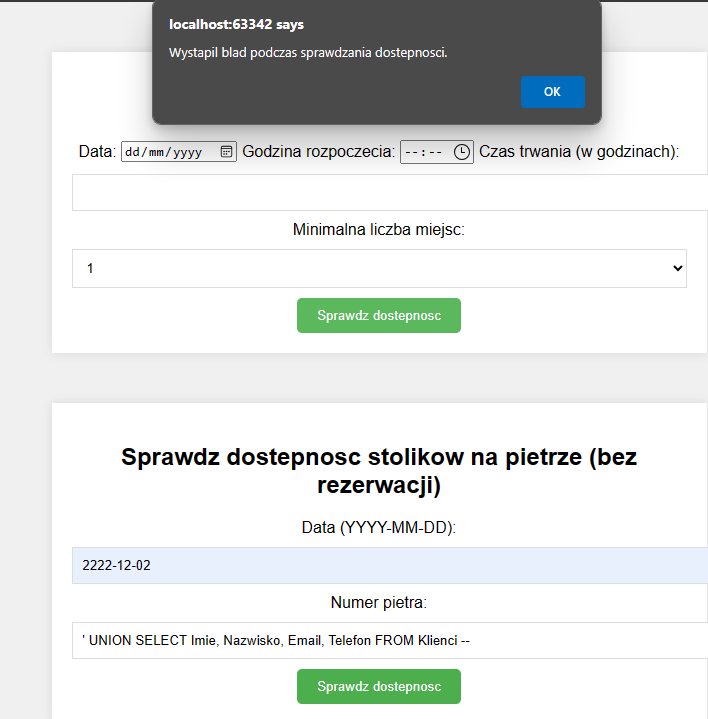 localhost:63342 says
Wystapil blad podczas sprawdzania dostepnosci.
OK
Data: dd/mm/yyyy Godzina rozpoczecia: --:-- Czas trwania (w godzinach):
Minimalna liczba miejsc:
1
Sprawdz dostepnosc
Sprawdz dostepnosc stolikow na pietrze (bez
rezerwacji)
Data (YYYY-MM-DD):
2222-12-02
Numer pietra:
' UNION SELECT Imie, Nazwisko, Email, Telefon FROM Klienci --
Sprawdz dostepnosc